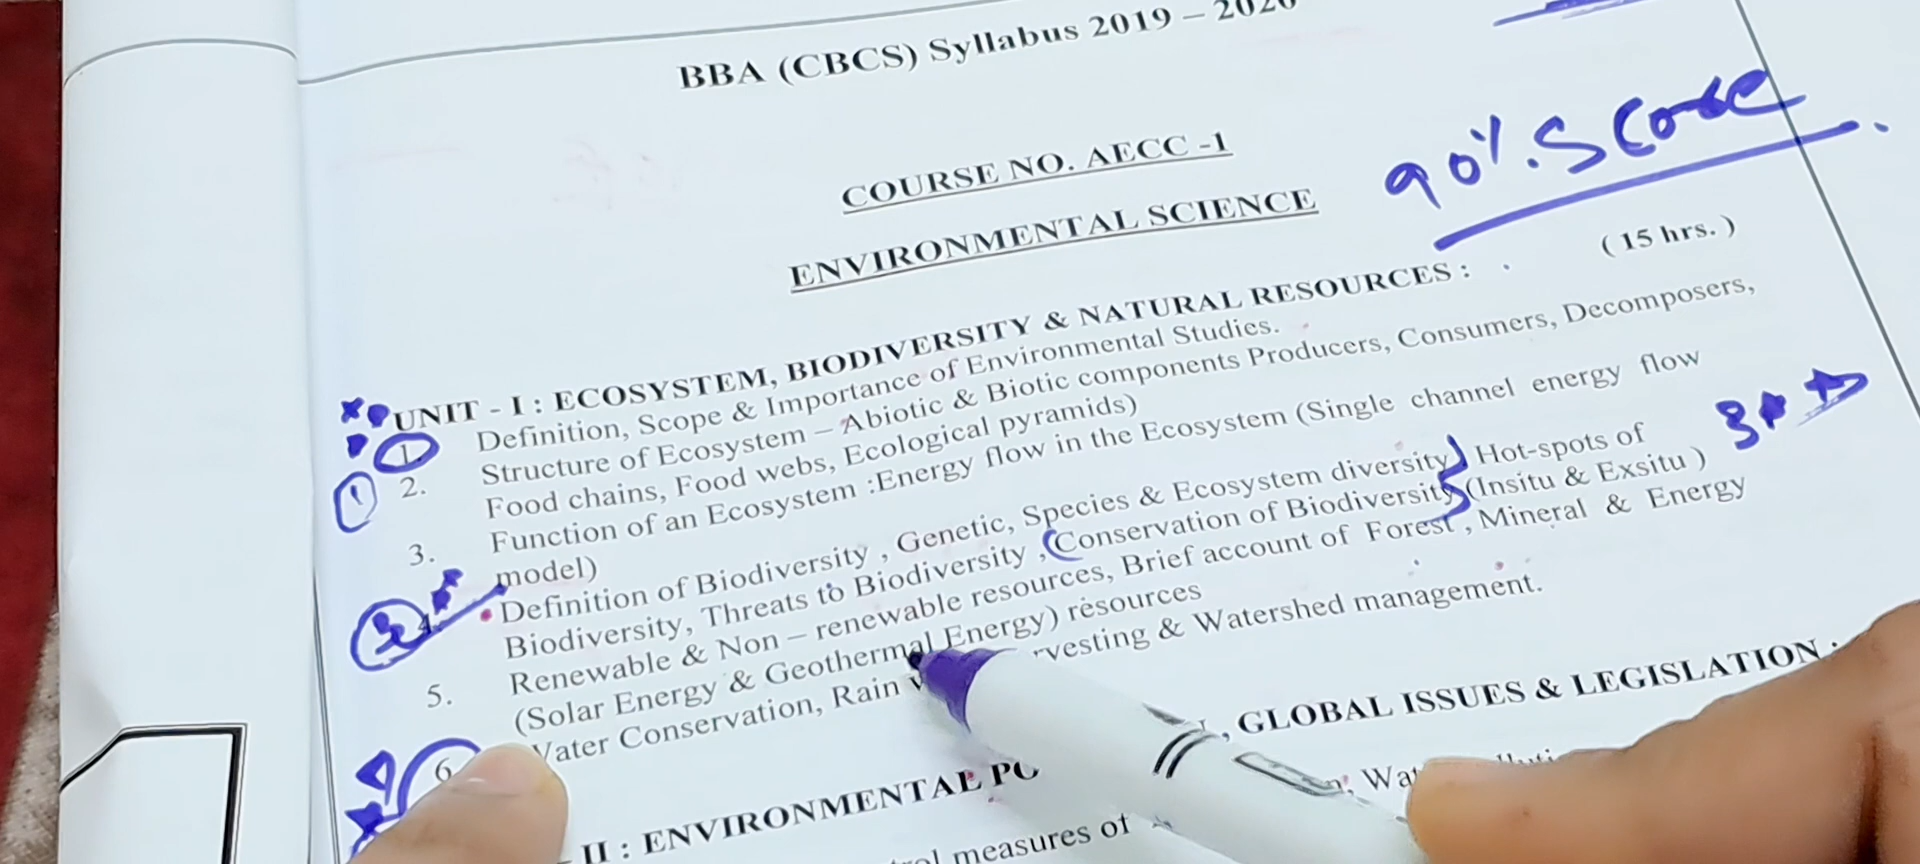 BBA (CBCS) Syllabus 2019 – 2020
COURSE NO. AECC -1
90% Score
ENVIRONMENTAL SCIENCE
( 15 hrs. )
UNIT - I : ECOSYSTEM, BIODIVERSITY & NATURAL RESOURCES :
1. Definition, Scope & Importance of Environmental Studies.
2. Structure of Ecosystem – Abiotic & Biotic components Producers, Consumers, Decomposers,
Food chains, Food webs, Ecological pyramids)
3. Function of an Ecosystem :Energy flow in the Ecosystem (Single channel energy flow
model)
4. Definition of Biodiversity , Genetic, Species & Ecosystem diversity, Hot-spots of
Biodiversity, Threats to Biodiversity , Conservation of Biodiversity (Insitu & Exsitu )
5. Renewable & Non – renewable resources, Brief account of Forest , Mineral & Energy
(Solar Energy & Geothermal Energy) resources
6 Water Conservation, Rain vesting & Watershed management.
II : ENVIRONMENTAL PO , GLOBAL ISSUES & LEGISLATION :
measures of